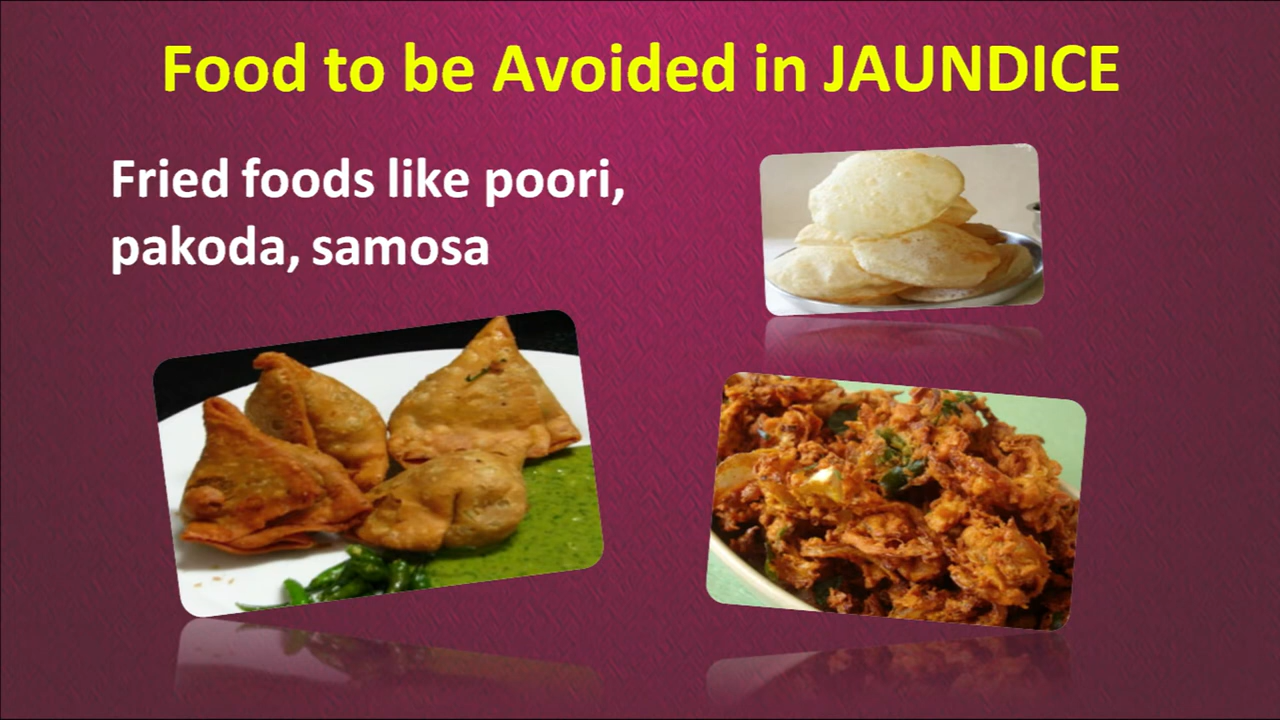 Food to be Avoided in JAUNDICE
Fried foods like poori,
pakoda, samosa